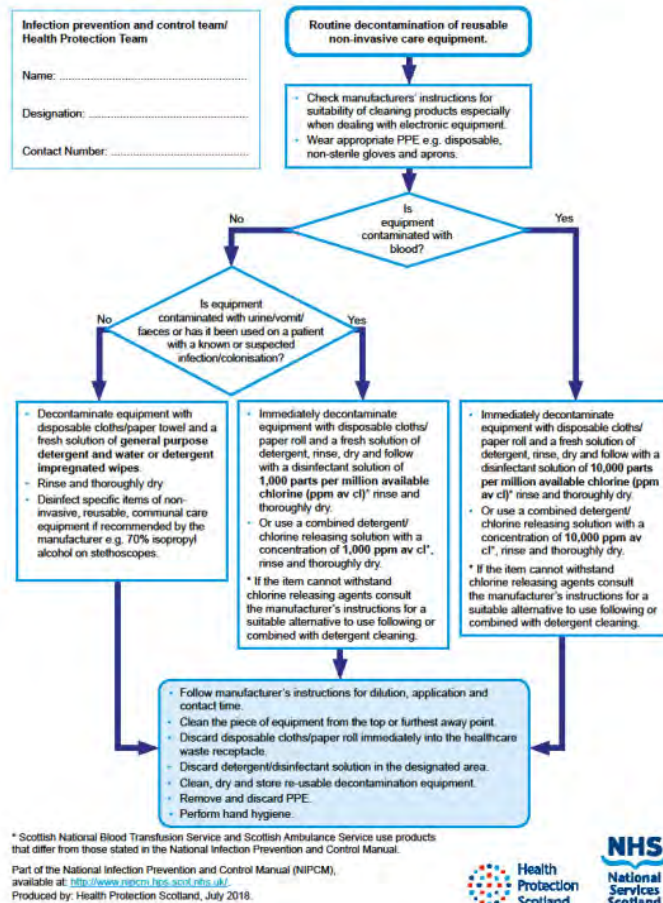 Infection prevention and control team/
Health Protection Team
Name: ..........................................................
Designation: ................................................
Contact Number: ........................................
Routine decontamination of reusable
non-invasive care equipment.
• Check manufacturers' instructions for
suitability of cleaning products especially
when dealing with electronic equipment.
• Wear appropriate PPE e.g. disposable,
non-sterile gloves and aprons.
Is
equipment
contaminated with
blood?
No
Yes
Is equipment
contaminated with urine/vomit/
faeces or has it been used on a patient
with a known or suspected
infection/colonisation?
No
Yes
• Decontaminate equipment with
disposable cloths/paper towel and a
fresh solution of general purpose
detergent and water or detergent
impregnated wipes.
• Rinse and thoroughly dry
• Disinfect specific items of non-
invasive, reusable, communal care
equipment if recommended by the
manufacturer e.g. 70% isopropyl
alcohol on stethoscopes.
• Immediately decontaminate
equipment with disposable cloths/
paper roll and a fresh solution of
detergent, rinse, dry and follow with
a disinfectant solution of
1,000 parts per million available
chlorine (ppm av cl)* rinse and
thoroughly dry.
• Or use a combined detergent/
chlorine releasing solution with a
concentration of 1,000 ppm av cl*,
rinse and thoroughly dry.
* If the item cannot withstand
chlorine releasing agents consult
the manufacturer's instructions for a
suitable alternative to use following or
combined with detergent cleaning.
• Immediately decontaminate
equipment with disposable cloths/
paper roll and a fresh solution of
detergent, rinse, dry and follow with a
disinfectant solution of 10,000 parts
per million available chlorine (ppm
av cl)* rinse and thoroughly dry.
• Or use a combined detergent/
chlorine releasing solution with a
concentration of 10,000 ppm av
cl*, rinse and thoroughly dry.
* If the item cannot withstand
chlorine releasing agents consult
the manufacturer's instructions for a
suitable alternative to use following or
combined with detergent cleaning.
• Follow manufacturer's instructions for dilution, application and
contact time.
• Clean the piece of equipment from the top or furthest away point.
• Discard disposable cloths/paper roll immediately into the healthcare
waste receptacle.
• Discard detergent/disinfectant solution in the designated area.
• Clean, dry and store re-usable decontamination equipment.
• Remove and discard PPE.
• Perform hand hygiene.
* Scottish National Blood Transfusion Service and Scottish Ambulance Service use products
that differ from those stated in the National Infection Prevention and Control Manual.
Part of the National Infection Prevention and Control Manual (NIPCM),
available at: http://www.nipcm.hps.scot.nhs.uk/.
Produced by: Health Protection Scotland, July 2018.
Health
Protection
Scotland
NHS
National
Services
Scotland